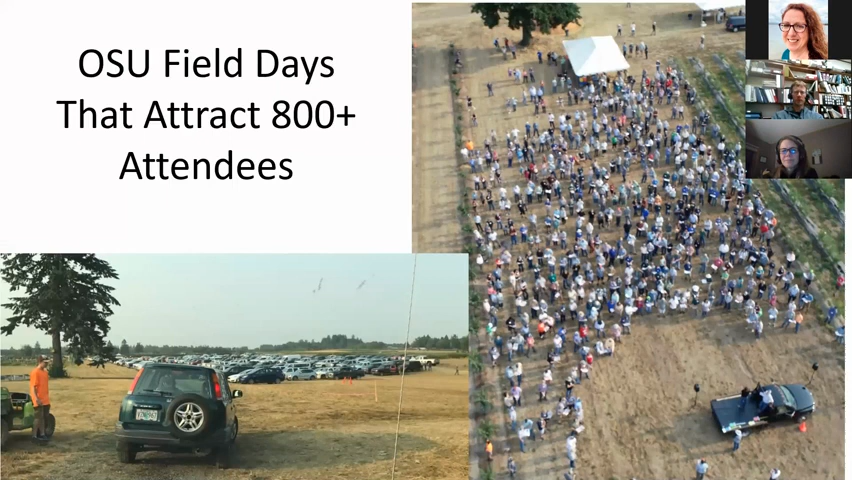 OSU Field Days
That Attract 800+
Attendees